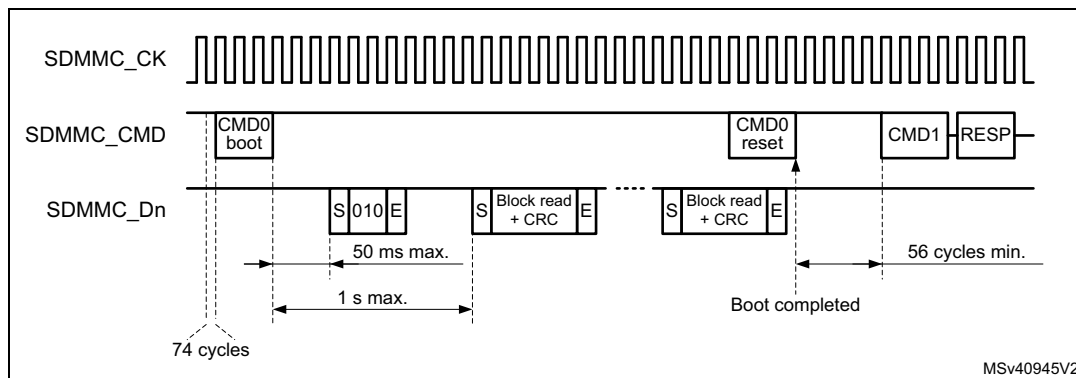 SDMMC_CK
SDMMC_CMD
CMD0
boot
CMD0
reset
CMD1
RESP
SDMMC_Dn
S
010
E
S
Block read
+ CRC
E
S
Block read
+ CRC
E
50 ms max.
56 cycles min.
1 s max.
Boot completed
74 cycles
MSv40945V2